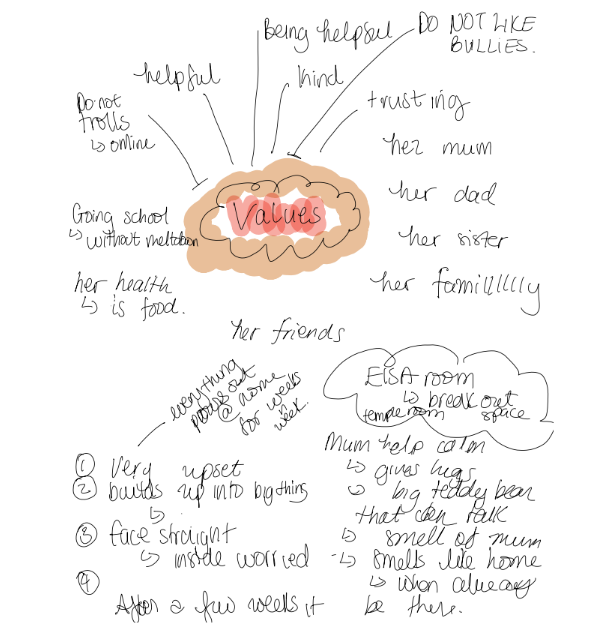 Being helpful
DO NOT LIKE
BULLIES.
helpful
kind
Do not
trolls
↳ online
trusting
her mum
her dad
her sister
her famillllllly
Values
Going school
↳ without meltdown
her health
↳ is food.
her friends
everything
pours out
@ home
for weeks
week.
ELSA room
↳ break out
space
room
Mum help calm
↳ gives hugs
↳ big teddy bear
that can talk
↳ smell of mum
↳ smells like home
↳ when
be there.
① very upset
② builds up into big thing
↳
③ face straight
↳ inside worried
④
After a few weeks it